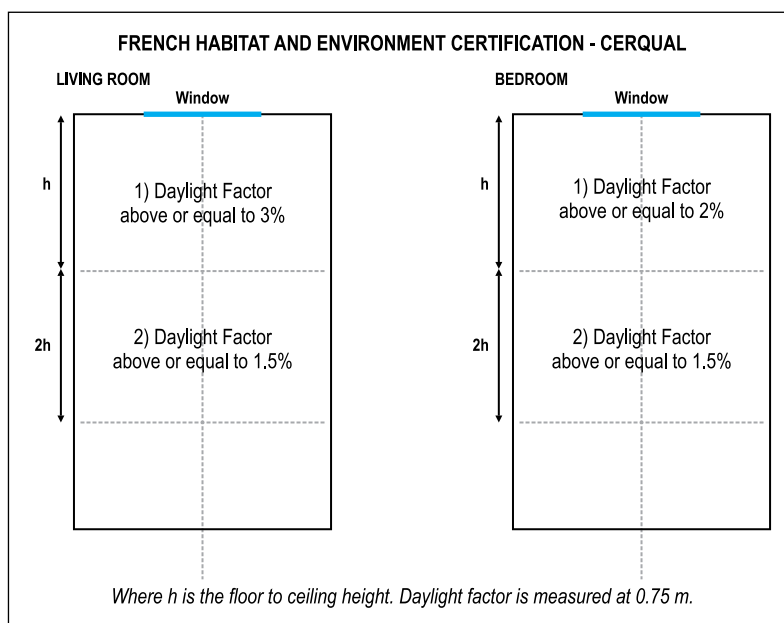 FRENCH HABITAT AND ENVIRONMENT CERTIFICATION - CERQUAL
LIVING ROOM
Window
h
1) Daylight Factor
above or equal to 3%
2h
2) Daylight Factor
above or equal to 1.5%
BEDROOM
Window
h
1) Daylight Factor
above or equal to 2%
2h
2) Daylight Factor
above or equal to 1.5%
Where h is the floor to ceiling height. Daylight factor is measured at 0.75 m.